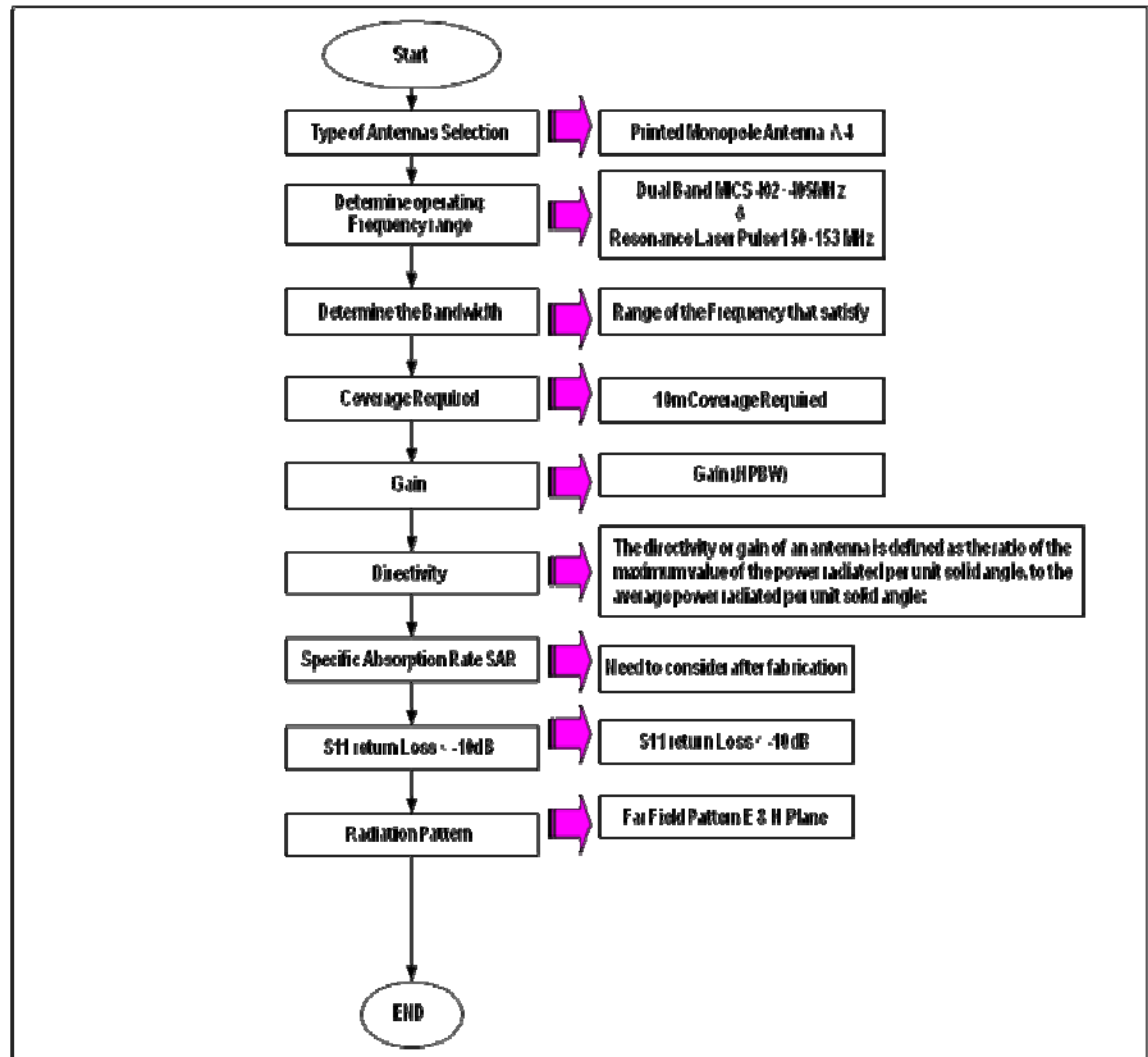 Start
Type of Antennas Selection
Printed Monopole Antenna
Determine operating
Frequency range
Dual Band MICS 402 - 405MHz
&
Resonance Laser Pulse 150 - 153 MHz
Determine the Bandwidth
Range of the Frequency that satisfy
Coverage Required
10m Coverage Required
Gain
Gain (HPBW)
Directivity
The directivity or gain of an antenna is defined as the ratio of the
maximum value of the power radiated per unit solid angle, to the
average power radiated per unit solid angle:
Specific Absorption Rate SAR
Need to consider after fabrication
S11 return Loss < -10dB
S11 return Loss < -10dB
Radiation Pattern
Far Field Pattern E & H Plane
END